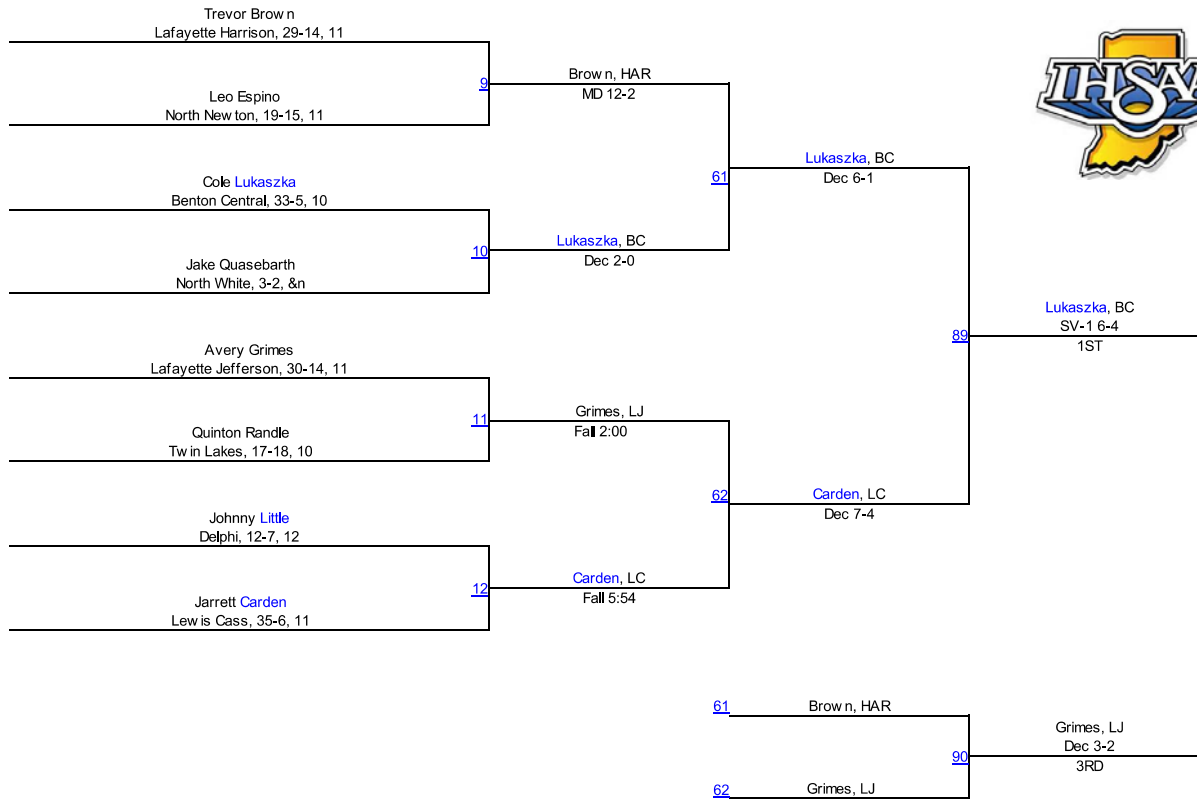 Trevor Brown
Lafayette Harrison, 29-14, 11
9
Leo Espino
North Newton, 19-15, 11
Brown, HAR
MD 12-2
Cole Lukaszka
Benton Central, 33-5, 10
10
Jake Quasebarth
North White, 3-2, &n
Lukaszka, BC
Dec 2-0
61
Lukaszka, BC
Dec 6-1
Avery Grimes
Lafayette Jefferson, 30-14, 11
11
Quinton Randle
Twin Lakes, 17-18, 10
Grimes, LJ
Fall 2:00
Johnny Little
Delphi, 12-7, 12
12
Jarrett Carden
Lewis Cass, 35-6, 11
Carden, LC
Fall 5:54
62
Carden, LC
Dec 7-4
89
Lukaszka, BC
SV-1 6-4
1ST
IHSAA
61
Brown, HAR
62
Grimes, LJ
90
Grimes, LJ
Dec 3-2
3RD